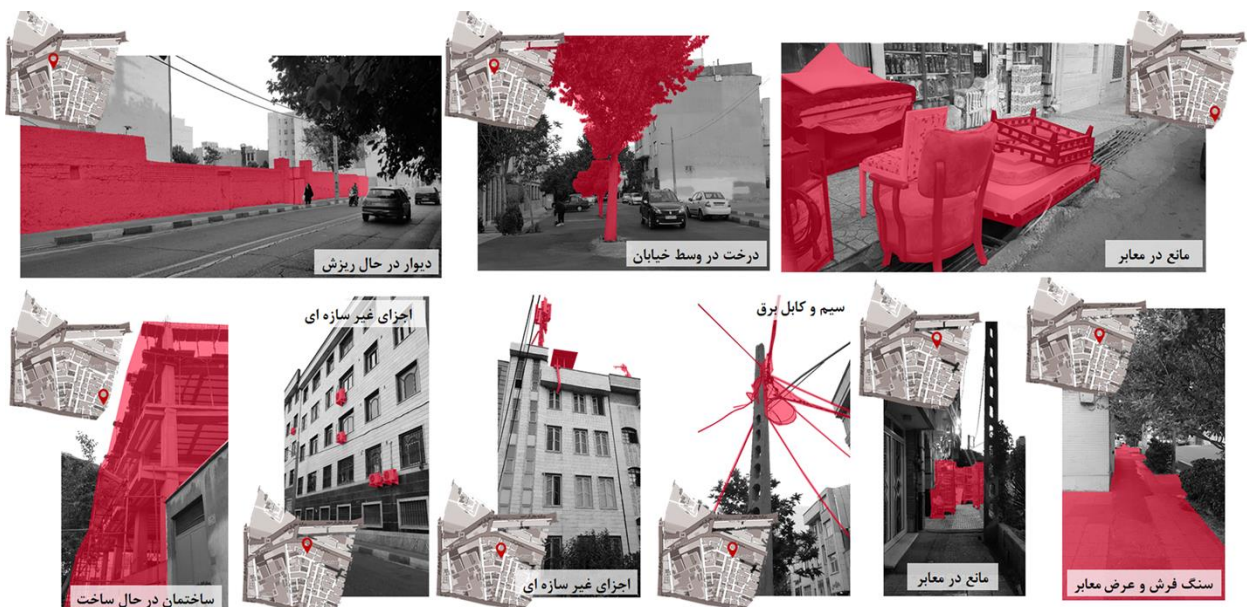 دیوار در حال ریزش
درخت در وسط خیابان
مانع در معابر
اجزای غیر سازه ای
سیم و کابل برق
ساختمان در حال ساخت
اجزای غیر سازه ای
مانع در معابر
سنگ فرش و عرض معابر